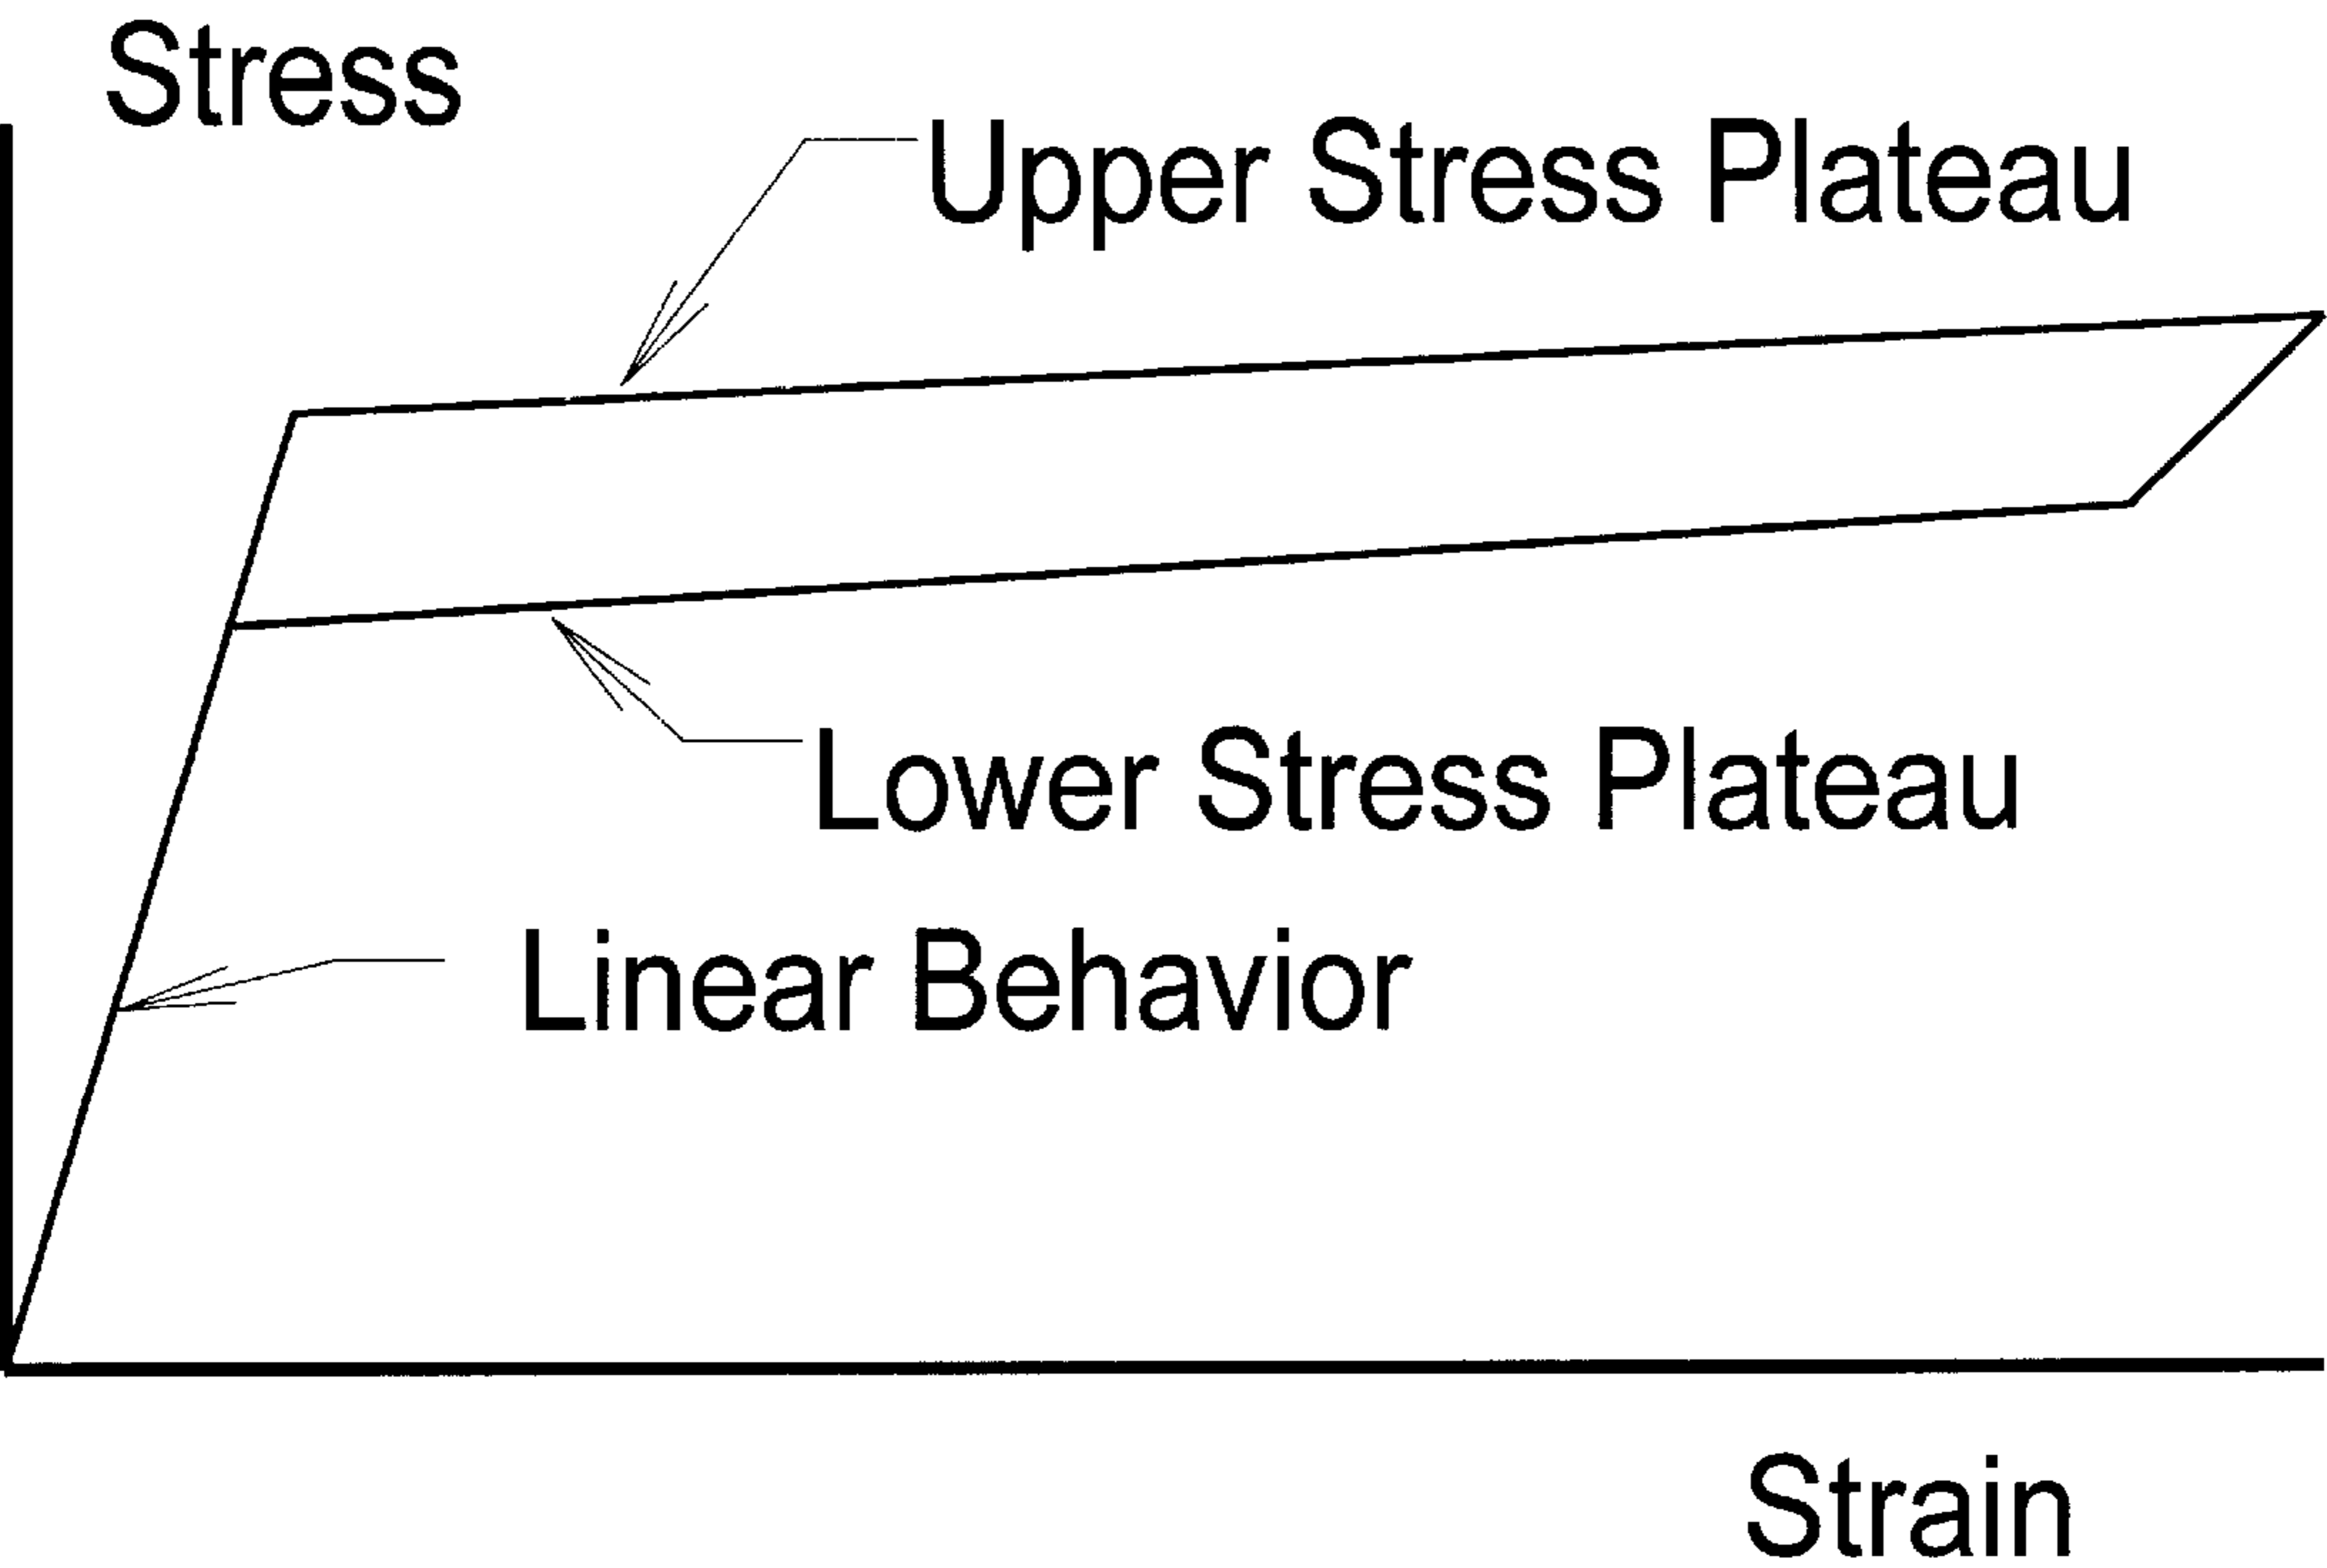 Stress
Upper Stress Plateau
Lower Stress Plateau
Linear Behavior
Strain